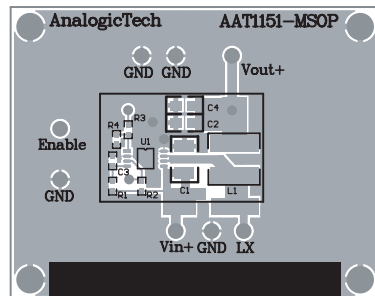 AnalogicTech AAT1151-MSOP
GND GND
Vout+
C4
R3
C2
R4
Enable
U1
C3
GND
R1 R2 C1 L1
Vin+ GND LX